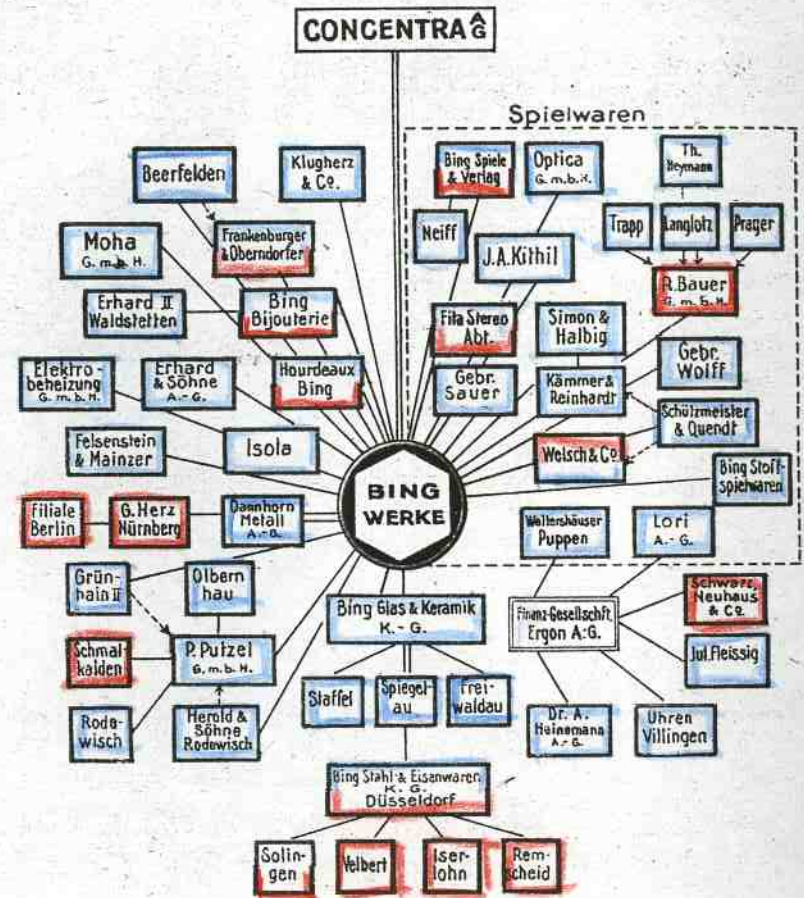 CONCENTRA AG
Spielwaren
Beerfelden
Klugherz
& Co.
Bing Spiele
& Verlag
Optica
G.m.b.H.
Th.
Heymann
Moha
G.m.b.H.
Frankenburger
& Oberndorfer
Neiff
J.A.Kithil
Trapp
Langlotz
Prager
Erhard II
Waldstetten
Bing
Bijouterie
R.Bauer
G.m.b.H.
Fita Stereo
Abt.
Simon &
Halbig
Elektro-
beheizung
G.m.b.H.
Erhard
& Söhne
A.-G.
Hourdeaux
Bing
Gebr.
Sauer
Kämmer &
Reinhardt
Gebr.
Wolff
Felsenstein
& Mainzer
Isola
Welsch & Co.
Schützmeister
& Quendt
BING
WERKE
Bing Stoff-
spielwaren
Filiale
Berlin
G.Herz
Nürnberg
Dannhorn
Metall
A.-G.
Waltershäuser
Puppen
Lori
A.-G.
Grün-
hain II
Olbern
hau
Bing Glas & Keramik
K.-G.
Finanz-Gesellschft.
Ergon A.-G.
Schwarz,
Neuhaus
& Co.
Schmal
kalden
P.Putzel
G.m.b.H.
Jul.Fleissig
Rode-
wisch
Herold &
Söhne
Rodewisch
Staffel
Spiegel-
au
Frei-
waldau
Dr. A.
Heinemann
A.-G.
Uhren
Villingen
Bing Stahl- & Eisenwaren
K. G.
Düsseldorf
Solin-
gen
Velbert
Iser-
lohn
Rem-
scheid